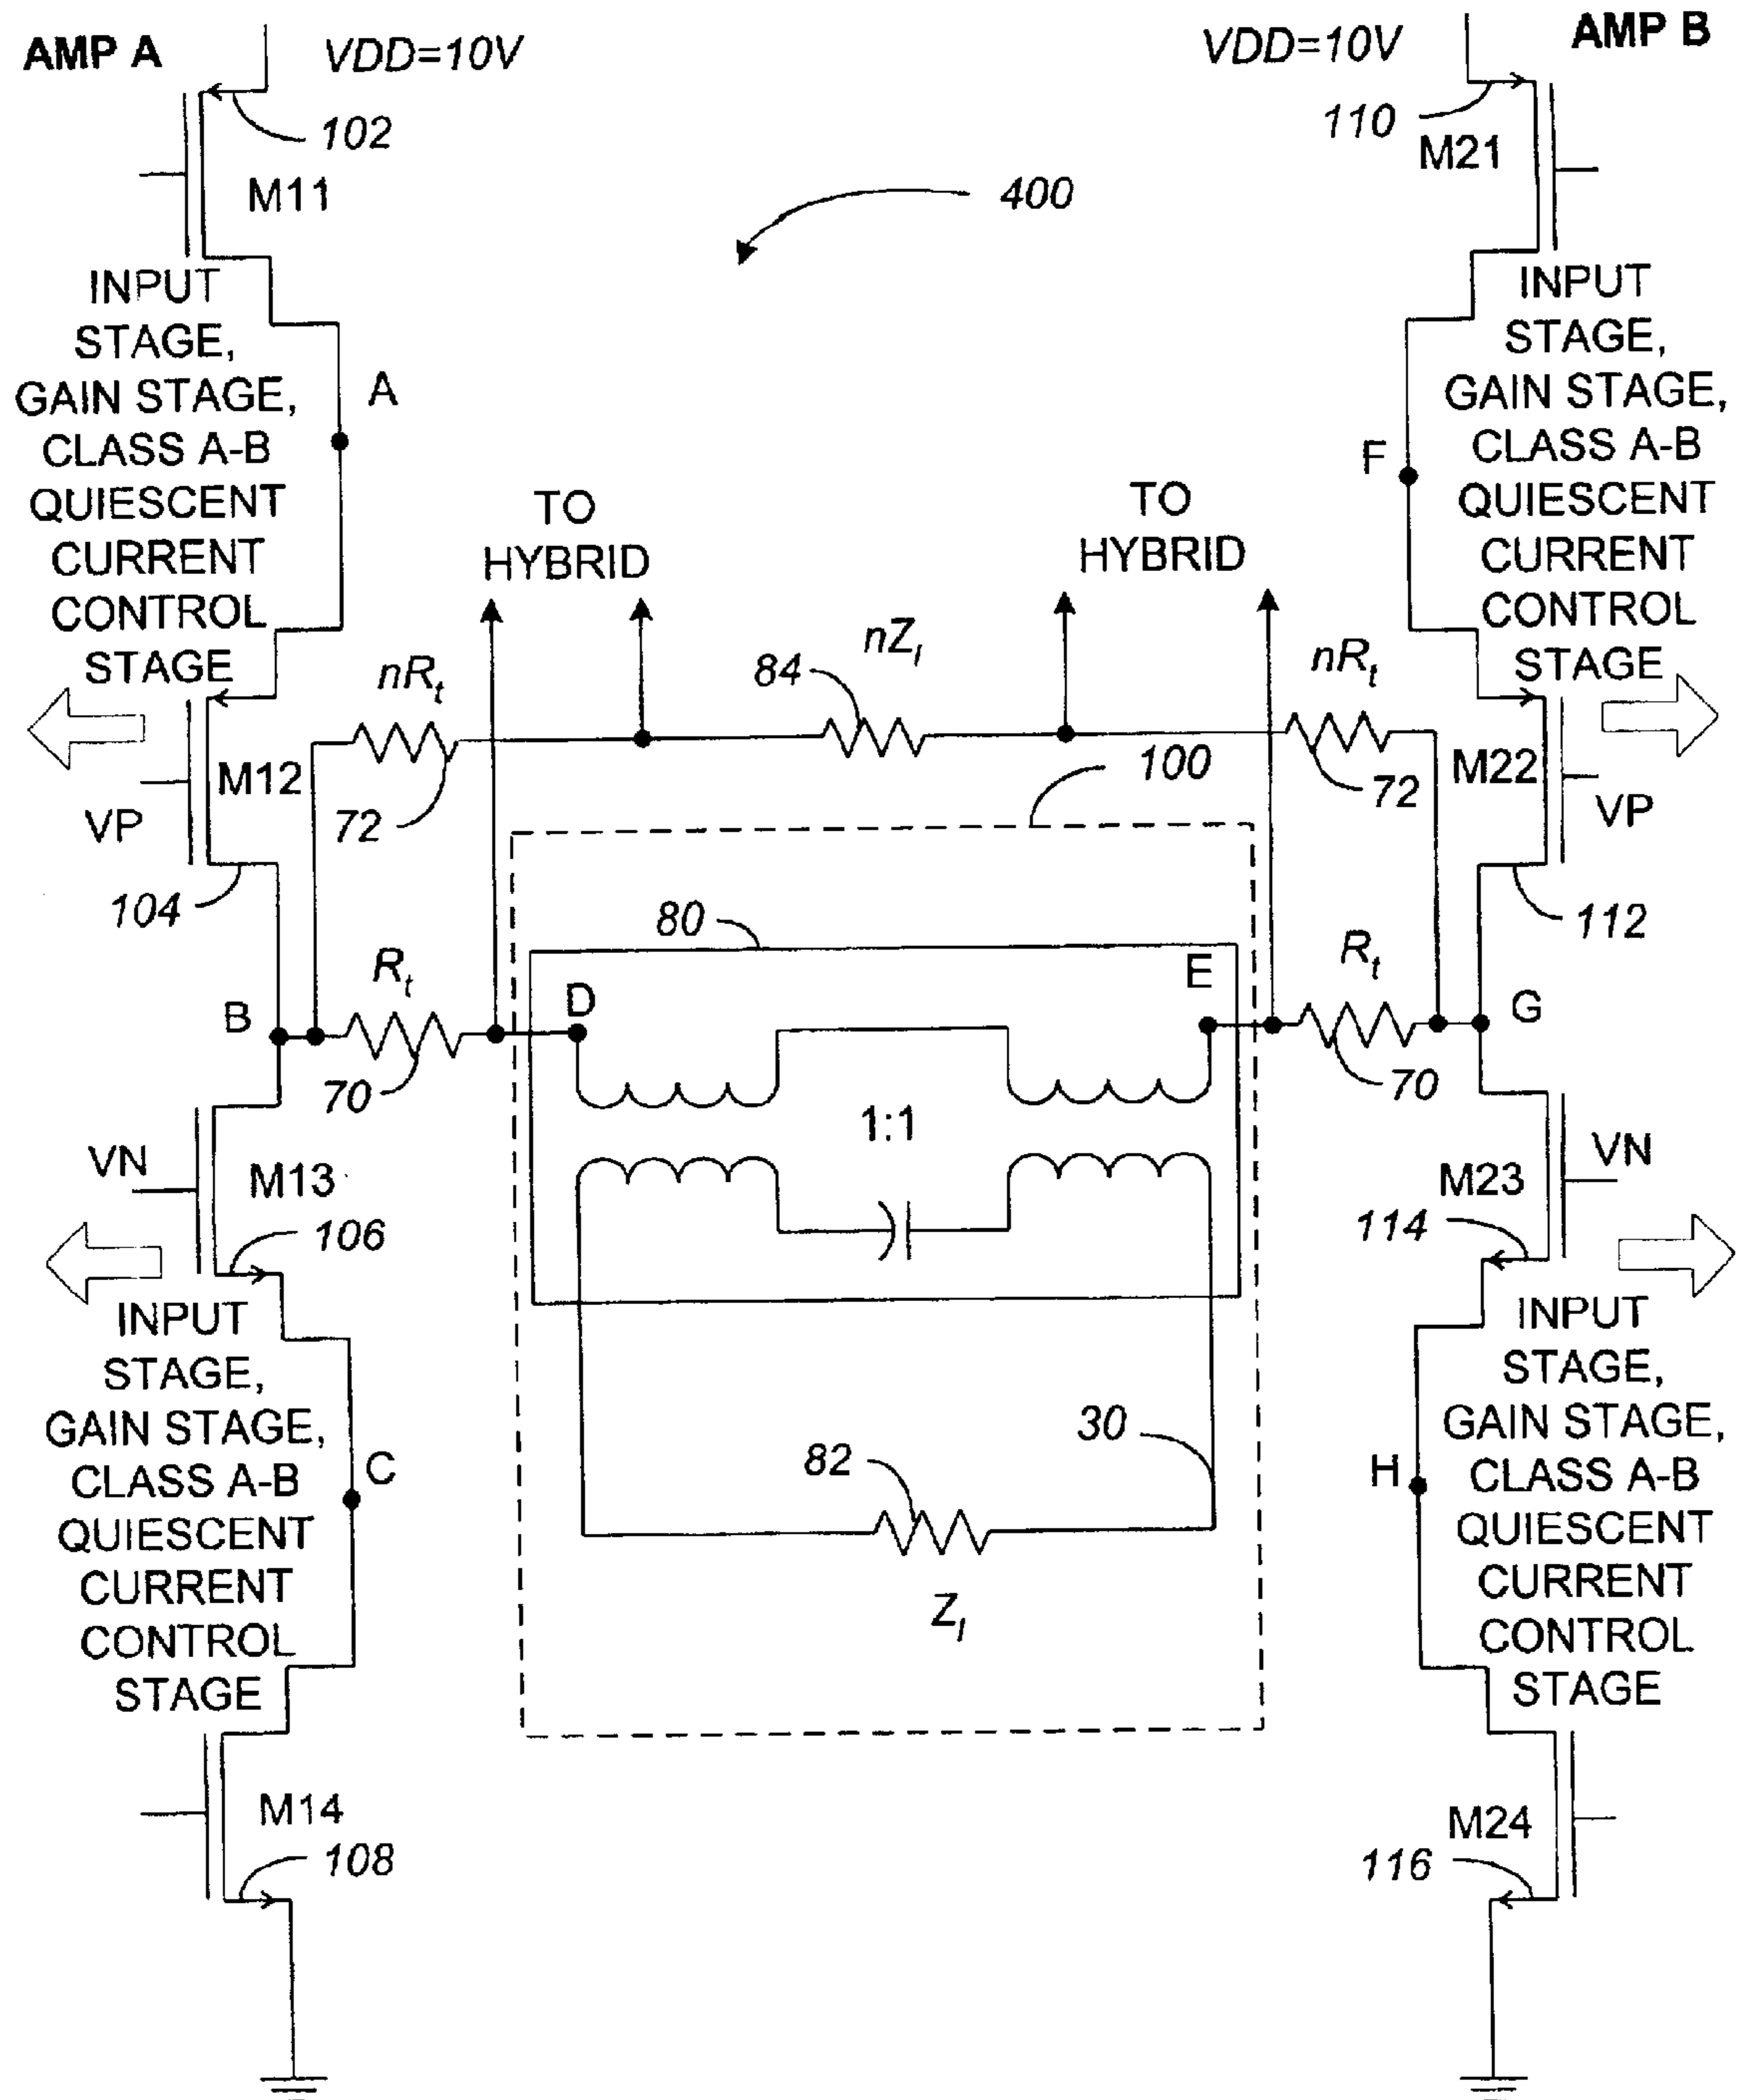 AMP A
VDD=10V
VDD=10V
AMP B
102
110
M11
M21
400
INPUT
STAGE,
GAIN STAGE,
CLASS A-B
QUIESCENT
CURRENT
CONTROL
STAGE
A
INPUT
STAGE,
GAIN STAGE,
CLASS A-B
QUIESCENT
CURRENT
CONTROL
STAGE
F
TO
HYBRID
TO
HYBRID
nRt
84
nZl
nRt
M12
72
100
72
M22
VP
VP
104
80
112
Rt
Rt
B
D
E
G
70
70
1:1
VN
M13
M23
VN
106
114
INPUT
STAGE,
GAIN STAGE,
CLASS A-B
QUIESCENT
CURRENT
CONTROL
STAGE
C
82
30
Zl
H
INPUT
STAGE,
GAIN STAGE,
CLASS A-B
QUIESCENT
CURRENT
CONTROL
STAGE
M14
M24
108
116